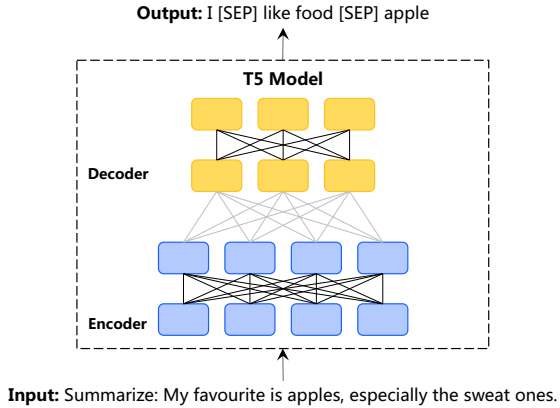 Output: I [SEP] like food [SEP] apple
T5 Model
Decoder
Encoder
Input: Summarize: My favourite is apples, especially the sweat ones.